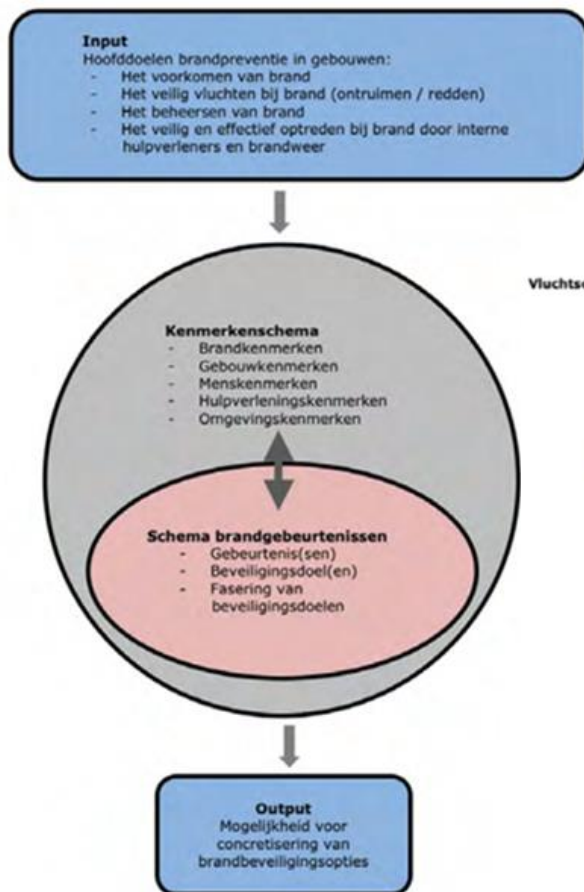 Input
Hoofddoelen brandpreventie in gebouwen:
- Het voorkomen van brand
- Het veilig vluchten bij brand (ontruimen / redden)
- Het beheersen van brand
- Het veilig en effectief optreden bij brand door interne
hulpverleners en brandweer
Kenmerkenschema
- Brandkenmerken
- Gebouwkenmerken
- Menskenmerken
- Hulpverleningskenmerken
- Omgevingskenmerken
Schema brandgebeurtenissen
- Gebeurtenis(sen)
- Beveiligingsdoel(en)
- Fasering van
beveiligingsdoelen
Output
Mogelijkheid voor
concretisering van
brandbeveiligingsopties